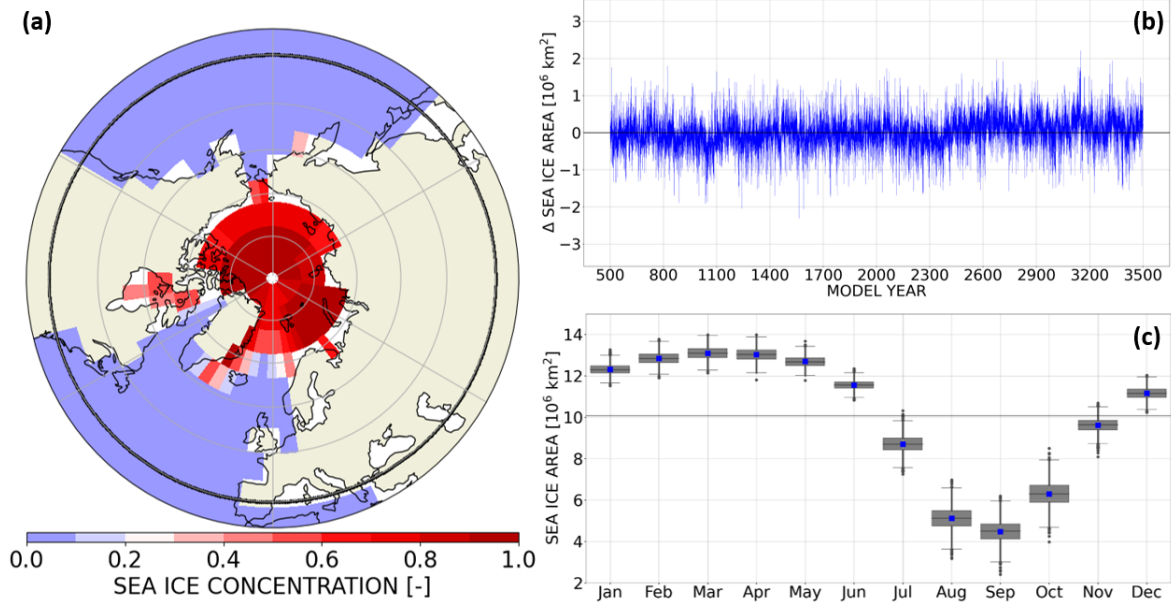 (a)
0.0 0.2 0.4 0.6 0.8 1.0
SEA ICE CONCENTRATION [-]
(b)
Δ SEA ICE AREA [10⁶ km²]
3
2
1
0
−1
−2
−3
500 800 1100 1400 1700 2000 2300 2600 2900 3200 3500
MODEL YEAR
(c)
SEA ICE AREA [10⁶ km²]
14
12
10
8
6
4
2
Jan Feb Mar Apr May Jun Jul Aug Sep Oct Nov Dec